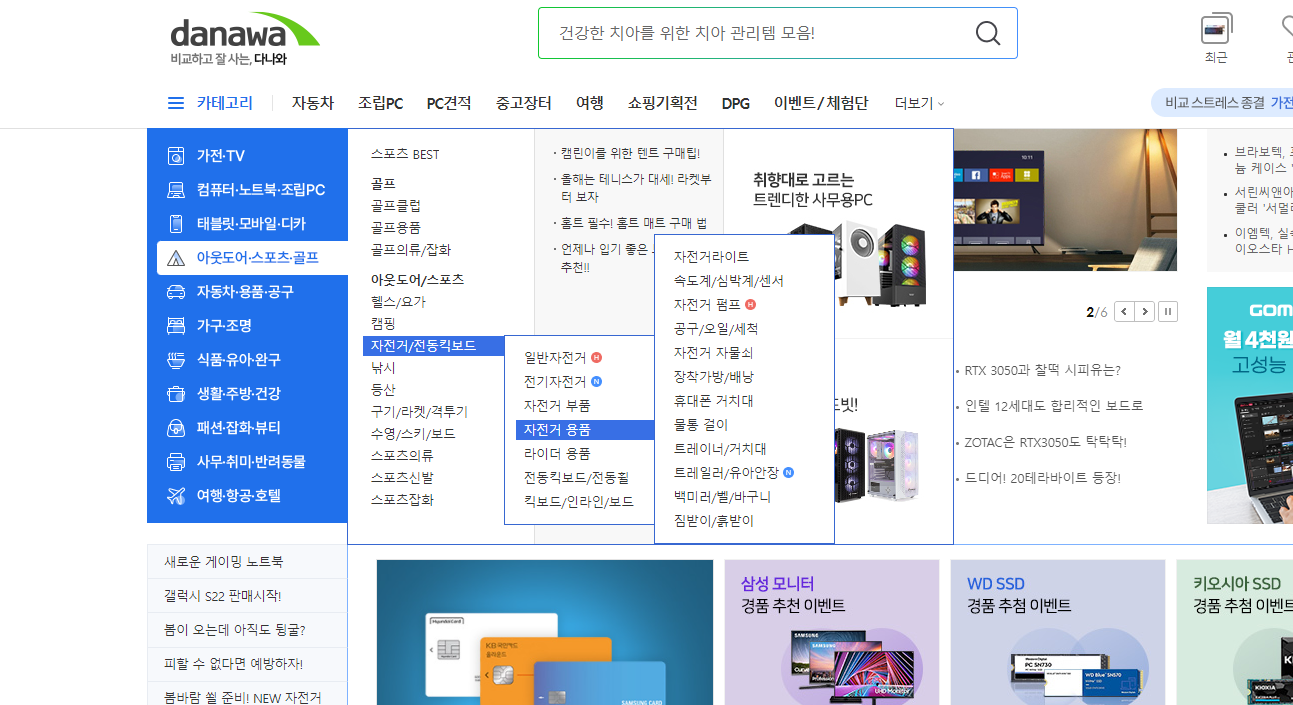 danawa
비교하고 잘 사는, 다나와
건강한 치아를 위한 치아 관리템 모음!
최근
카테고리
자동차
조립PC
PC견적
중고장터
여행
쇼핑기획전
DPG
이벤트/체험단
더보기
비교 스트레스 종결 가전
가전·TV
컴퓨터·노트북·조립PC
태블릿·모바일·디카
아웃도어·스포츠·골프
자동차·용품·공구
가구·조명
식품·유아·완구
생활·주방·건강
패션·잡화·뷰티
사무·취미·반려동물
여행·항공·호텔
스포츠 BEST
골프
골프클럽
골프용품
골프의류/잡화
아웃도어/스포츠
헬스/요가
캠핑
자전거/전동킥보드
낚시
등산
구기/라켓/격투기
수영/스키/보드
스포츠의류
스포츠신발
스포츠잡화
일반자전거 H
전기자전거 N
자전거 부품
자전거 용품
라이더 용품
전동킥보드/전동휠
킥보드/인라인/보드
자전거라이트
속도계/심박계/센서
자전거 펌프 H
공구/오일/세척
자전거 자물쇠
장착가방/배낭
휴대폰 거치대
물통 걸이
트레이너/거치대
트레일러/유아안장 N
백미러/벨/바구니
짐받이/흙받이
· 캠린이를 위한 텐트 구매팁!
· 올해는 테니스가 대세! 라켓부
터 보자
· 홈트 필수! 홈트 매트 구매 법
· 언제나 입기 좋은
추천!!
취향대로 고르는
트렌디한 사무용PC
드빗!
10:11
2/6
· RTX 3050과 찰떡 시피유는?
· 인텔 12세대도 합리적인 보드로
· ZOTAC은 RTX3050도 탁탁탁!
· 드디어! 20테라바이트 등장!
브라보텍,
늄 케이스
서린씨앤아
쿨러 '서멀
이엠텍, 실
이오스타
GOM
월 4천원
고성능
새로운 게이밍 노트북
갤럭시 S22 판매시작!
봄이 오는데 아직도 뒹굴?
피할 수 없다면 예방하자!
봄바람 쐴 준비! NEW 자전거
HyundaiCard
KB 국민카드
SAMSUNG CARD
삼성 모니터
경품 추천 이벤트
SAMSUNG
Curve
Profession
UHD Monitor
WD SSD
경품 추첨 이벤트
PC SN730
WD Blue SN570
키오시아 SSD
경품 추첨 이벤트
KIOXIA